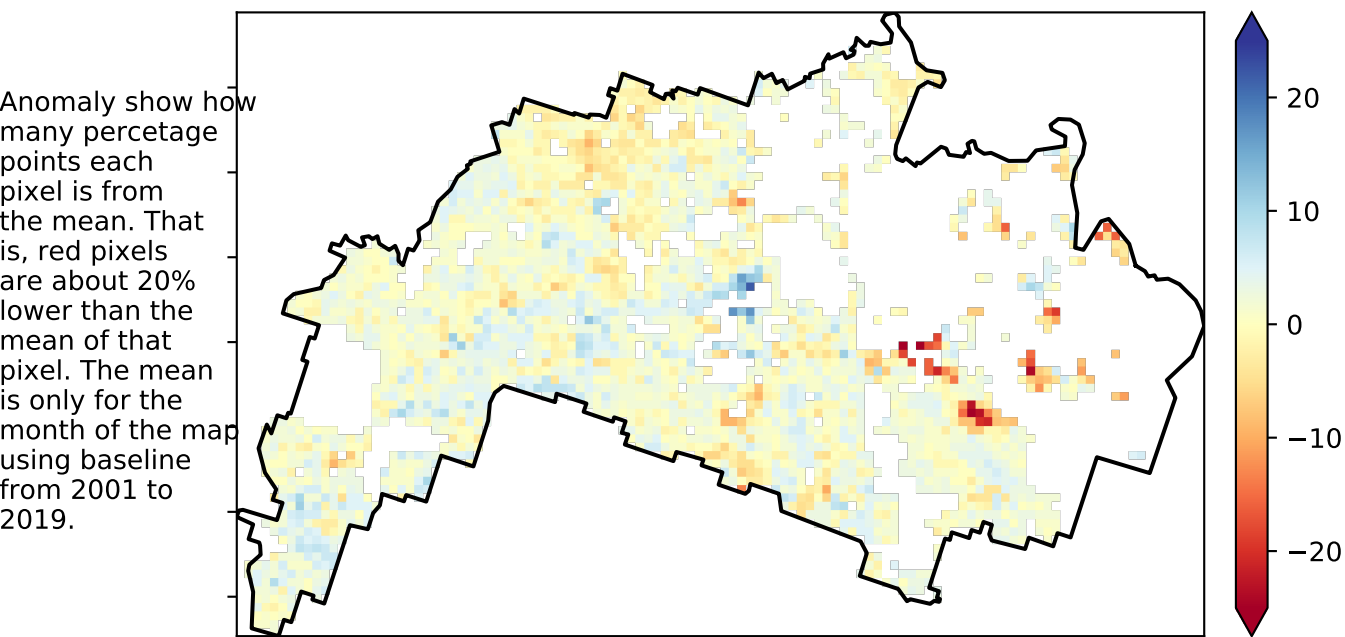 Anomaly show how
many percetage
points each
pixel is from
the mean. That
is, red pixels
are about 20%
lower than the
mean of that
pixel. The mean
is only for the
month of the map
using baseline
from 2001 to
2019.
20
10
0
−10
−20